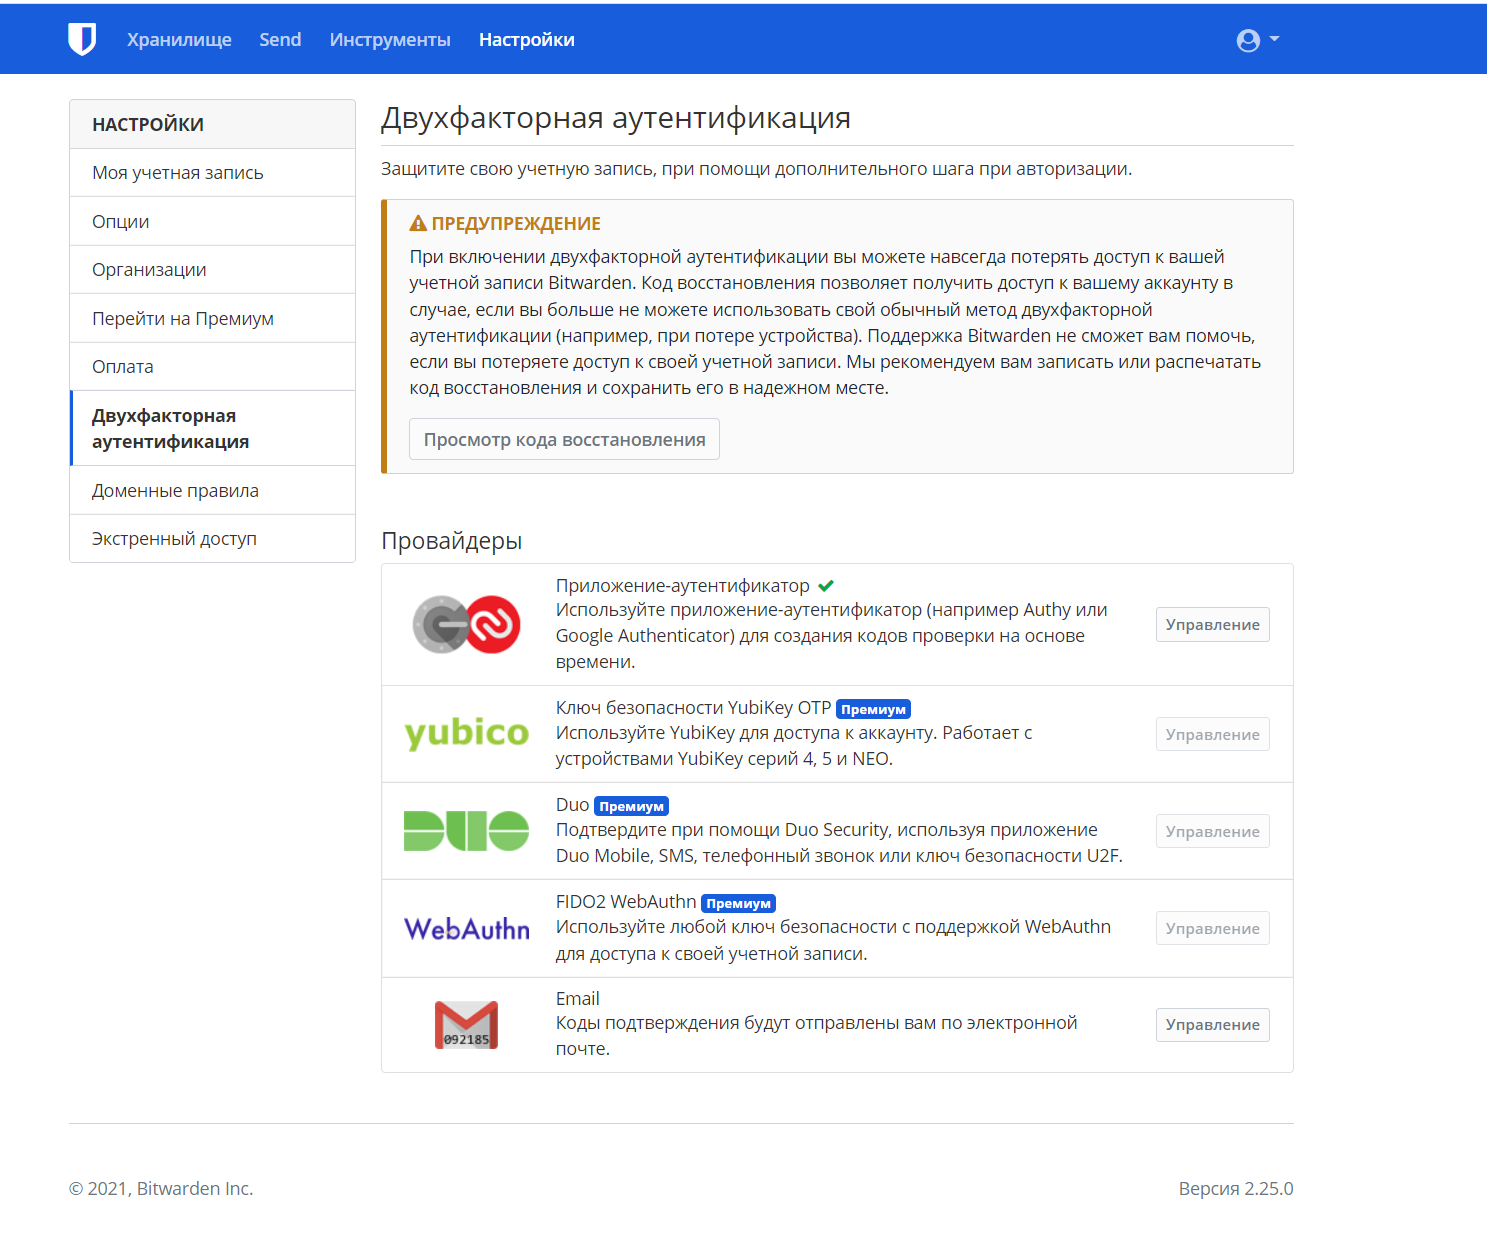 Хранилище Send Инструменты Настройки
НАСТРОЙКИ
Моя учетная запись
Опции
Организации
Перейти на Премиум
Оплата
Двухфакторная
аутентификация
Доменные правила
Экстренный доступ
Двухфакторная аутентификация
Защитите свою учетную запись, при помощи дополнительного шага при авторизации.
ПРЕДУПРЕЖДЕНИЕ
При включении двухфакторной аутентификации вы можете навсегда потерять доступ к вашей
учетной записи Bitwarden. Код восстановления позволяет получить доступ к вашему аккаунту в
случае, если вы больше не можете использовать свой обычный метод двухфакторной
аутентификации (например, при потере устройства). Поддержка Bitwarden не сможет вам помочь,
если вы потеряете доступ к своей учетной записи. Мы рекомендуем вам записать или распечатать
код восстановления и сохранить его в надежном месте.
Просмотр кода восстановления
Провайдеры
Приложение-аутентификатор
Используйте приложение-аутентификатор (например Authy или
Google Authenticator) для создания кодов проверки на основе
времени.
Управление
yubico
Ключ безопасности YubiKey OTP Премиум
Используйте YubiKey для доступа к аккаунту. Работает с
устройствами YubiKey серий 4, 5 и NEO.
Управление
DUO
Duo Премиум
Подтвердите при помощи Duo Security, используя приложение
Duo Mobile, SMS, телефонный звонок или ключ безопасности U2F.
Управление
WebAuthn
FIDO2 WebAuthn Премиум
Используйте любой ключ безопасности с поддержкой WebAuthn
для доступа к своей учетной записи.
Управление
092185
Email
Коды подтверждения будут отправлены вам по электронной
почте.
Управление
© 2021, Bitwarden Inc.
Версия 2.25.0